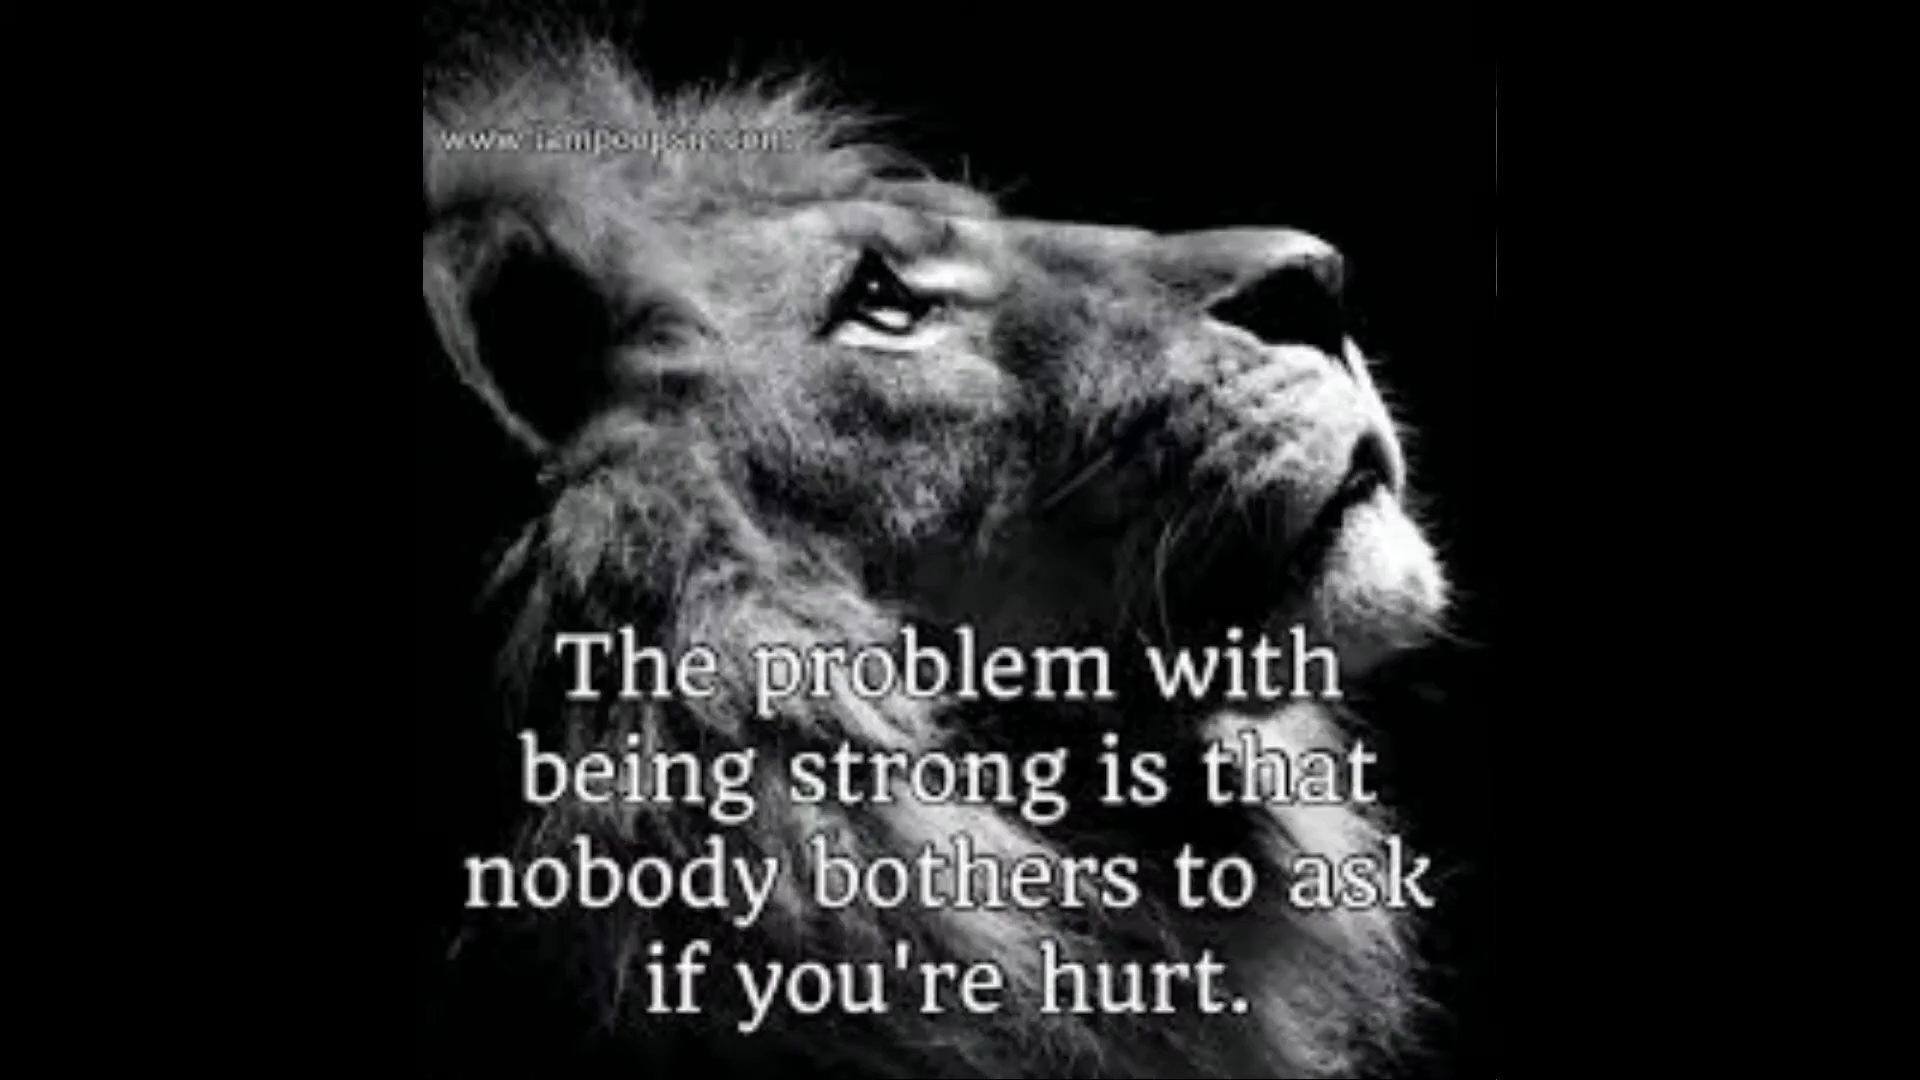 The problem with
being strong is that
nobody bothers to ask
if you're hurt.